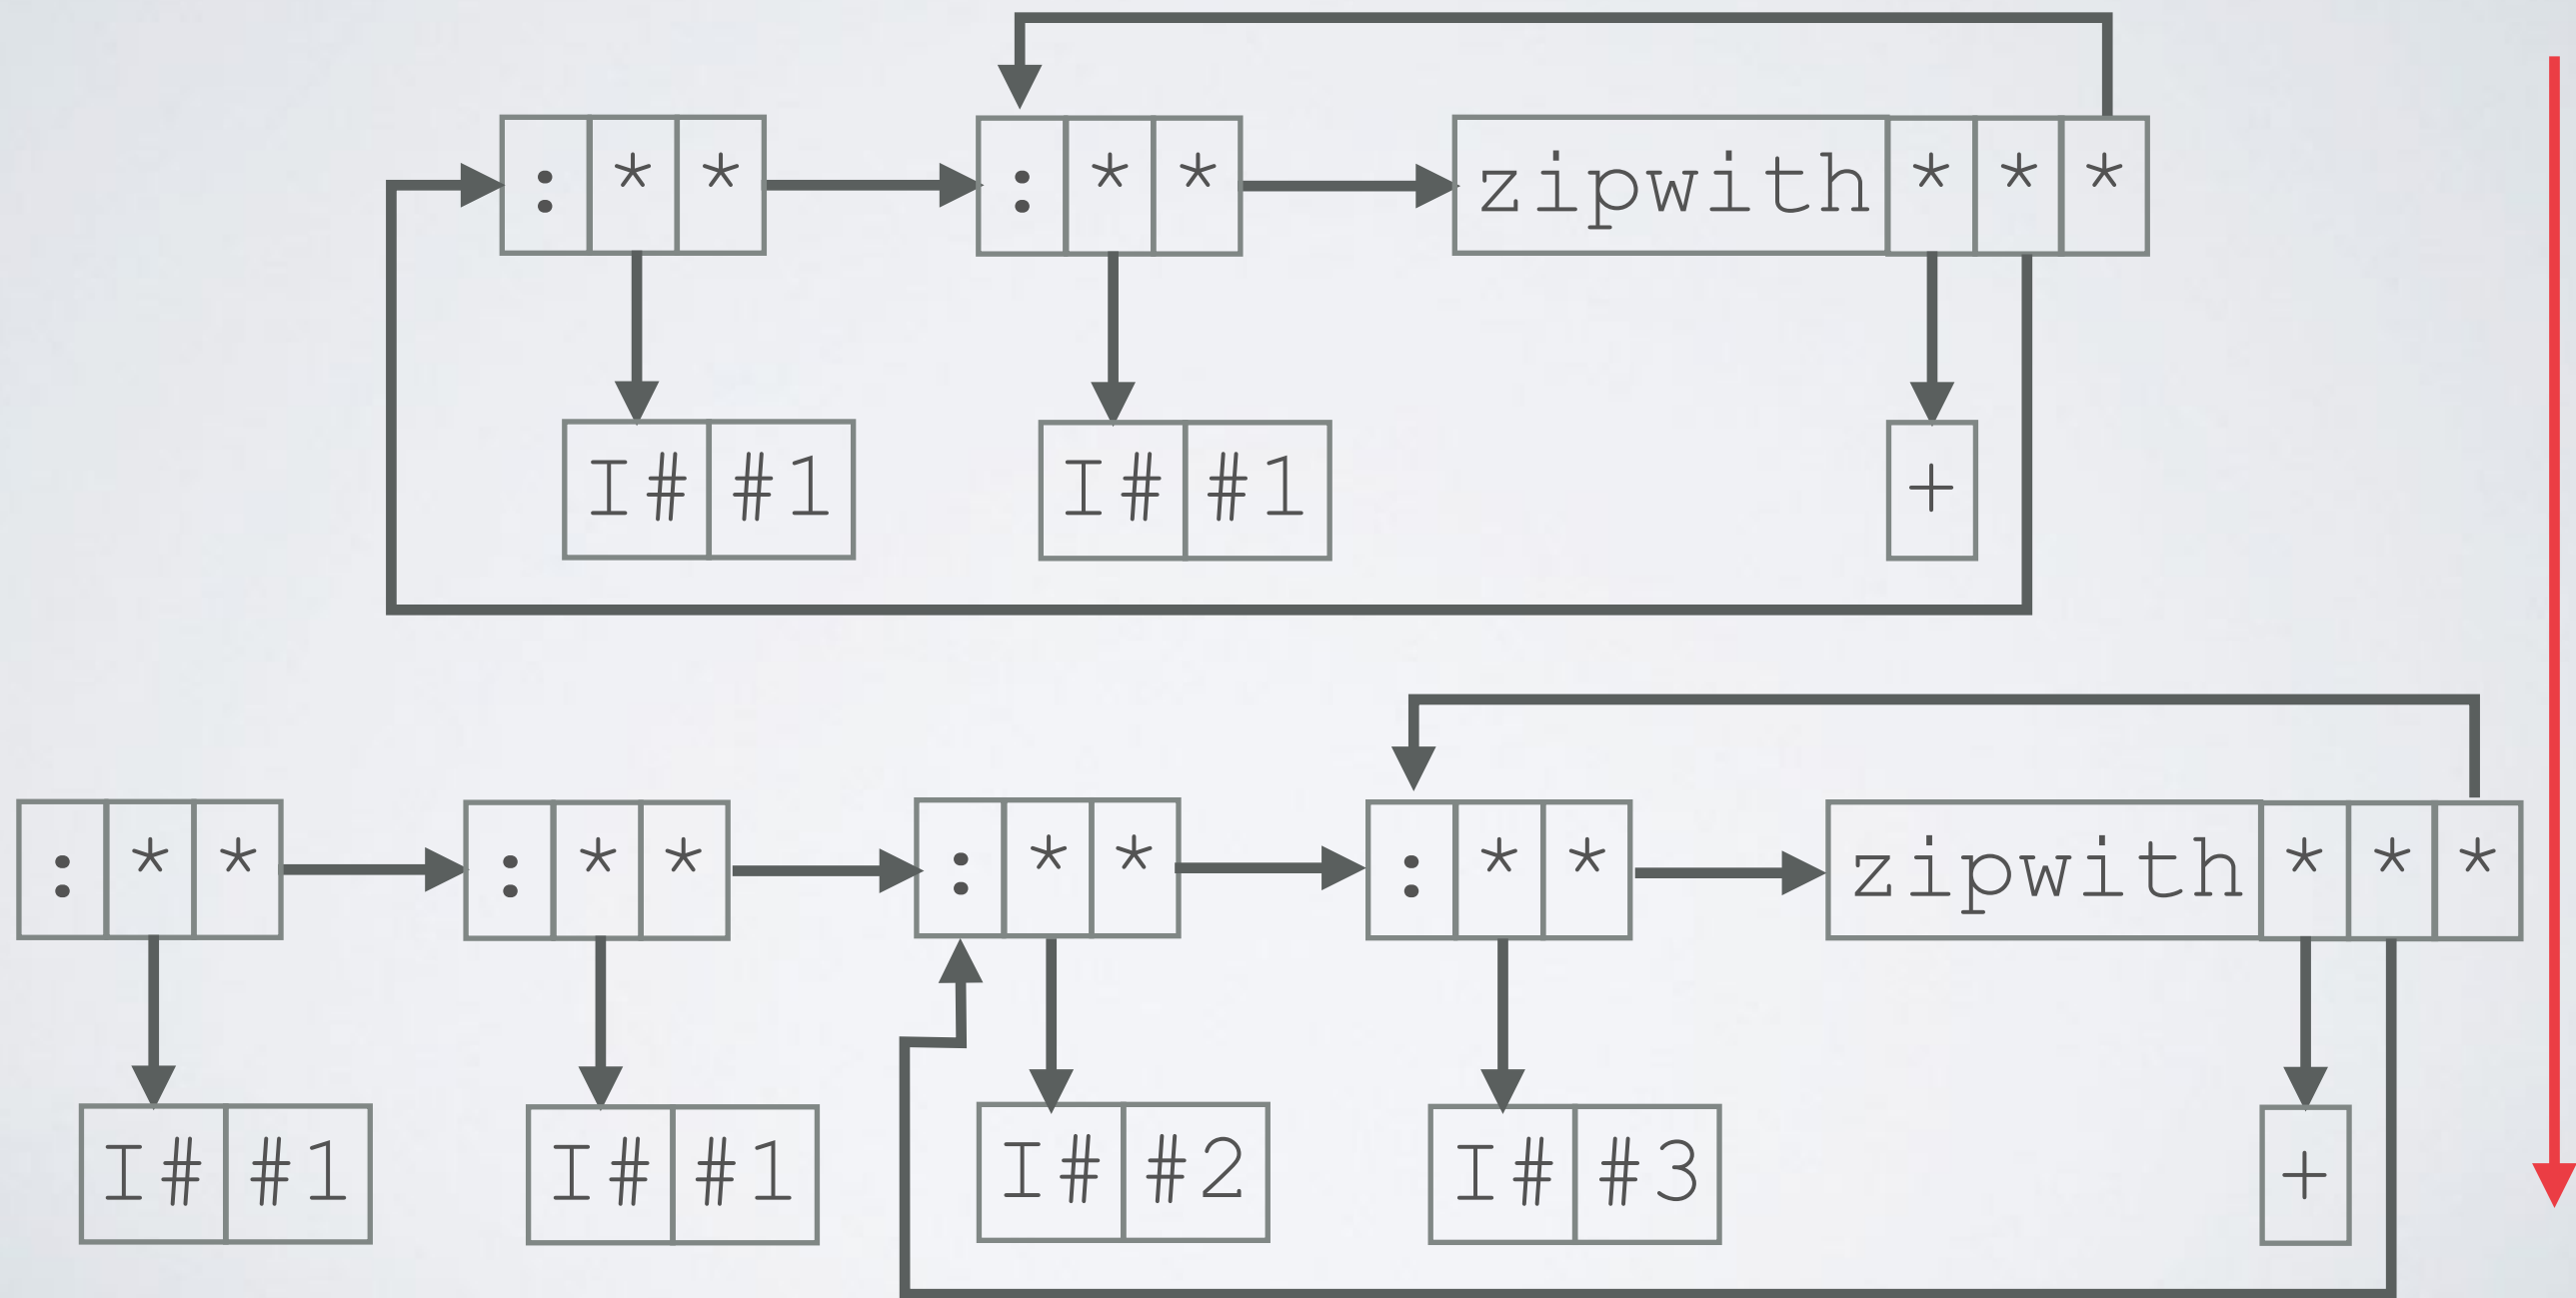 : * * : * * zipwith * * *
I# #1 I# #1 +
: * * : * * : * * : * * zipwith * * *
I# #1 I# #1 I# #2 I# #3 +